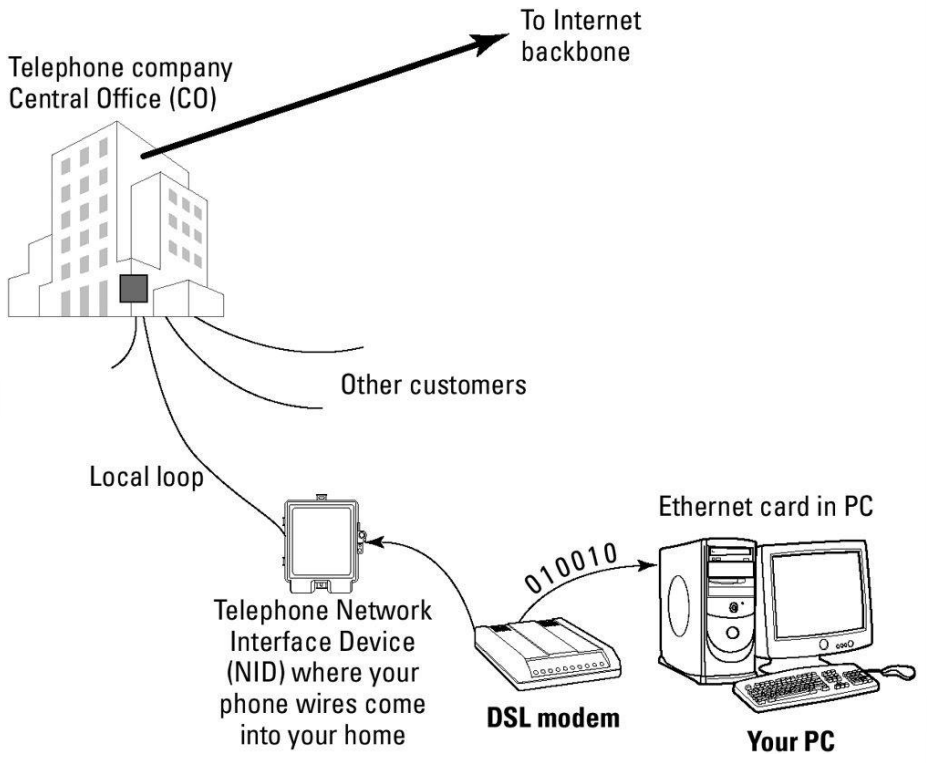 To Internet
backbone
Telephone company
Central Office (CO)
Other customers
Local loop
Ethernet card in PC
010010
Telephone Network
Interface Device
(NID) where your
phone wires come
into your home
DSL modem
Your PC